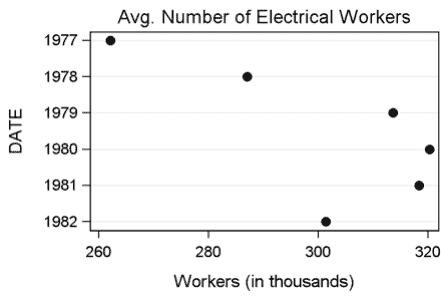 Avg. Number of Electrical Workers
DATE
1977
1978
1979
1980
1981
1982
260 280 300 320
Workers (in thousands)